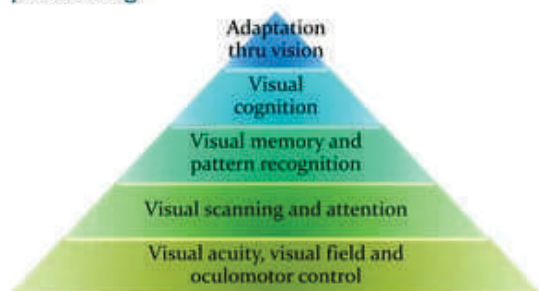 Adaptation
thru vision
Visual
cognition
Visual memory and
pattern recognition
Visual scanning and attention
Visual acuity, visual field and
oculomotor control